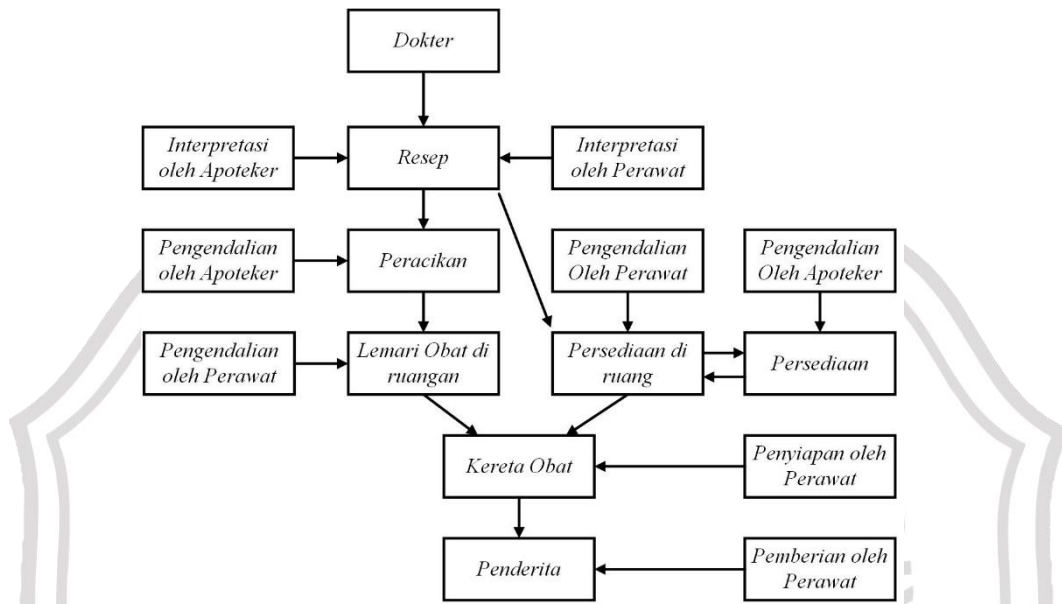 Dokter
Interpretasi
oleh Apoteker
Resep
Interpretasi
oleh Perawat
Pengendalian
oleh Apoteker
Peracikan
Pengendalian
Oleh Perawat
Pengendalian
Oleh Apoteker
Pengendalian
oleh Perawat
Lemari Obat di
ruangan
Persediaan di
ruang
Persediaan
Kereta Obat
Penyiapan oleh
Perawat
Penderita
Pemberian oleh
Perawat